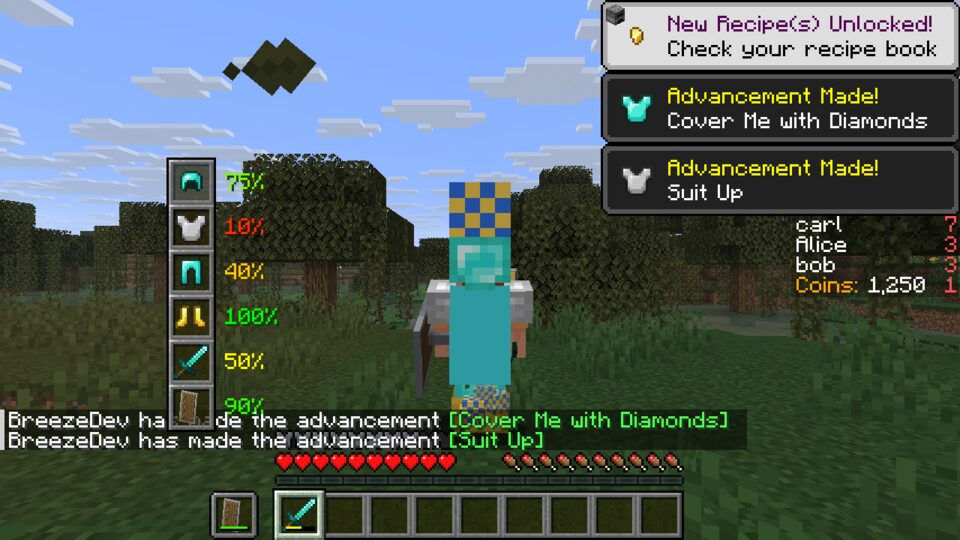 New Recipe(s) Unlocked!
Check your recipe book
Advancement Made!
Cover Me with Diamonds
Advancement Made!
Suit Up
75%
10%
40%
100%
50%
90%
carl 7
Alice 3
bob 3
Coins: 1,250 1
BreezeDev ha de the advancement [Cover Me with Diamonds]
BreezeDev has made the advancement [Suit Up]